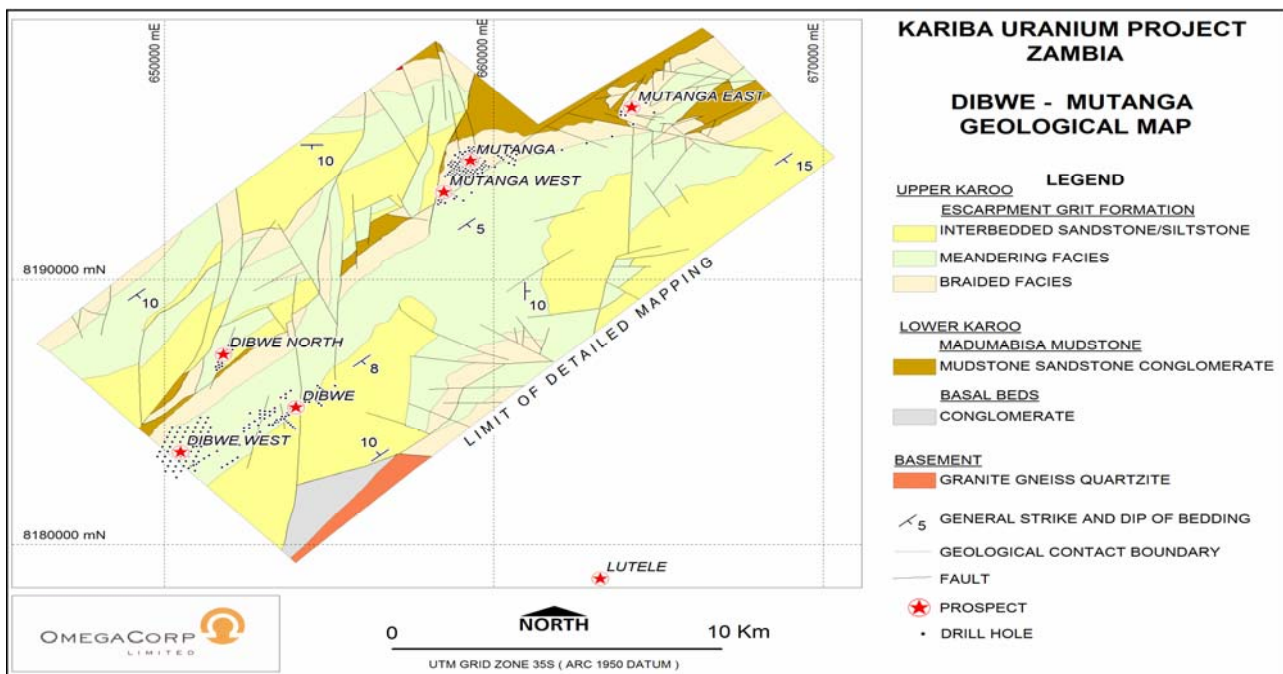 KARIBA URANIUM PROJECT
ZAMBIA
DIBWE - MUTANGA
GEOLOGICAL MAP
650000 mE
660000 mE
670000 mE
MUTANGA EAST
MUTANGA
MUTANGA WEST
10
15
5
8190000 mN
10
10
DIBWE NORTH
8
DIBWE
DIBWE WEST
10
LIMIT OF DETAILED MAPPING
8180000 mN
LUTELE
LEGEND
UPPER KAROO
ESCARPMENT GRIT FORMATION
INTERBEDDED SANDSTONE/SILTSTONE
MEANDERING FACIES
BRAIDED FACIES
LOWER KAROO
MADUMABISA MUDSTONE
MUDSTONE SANDSTONE CONGLOMERATE
BASAL BEDS
CONGLOMERATE
BASEMENT
GRANITE GNEISS QUARTZITE
5 GENERAL STRIKE AND DIP OF BEDDING
GEOLOGICAL CONTACT BOUNDARY
FAULT
PROSPECT
DRILL HOLE
OMEGACORP
LIMITED
0 NORTH 10 Km
UTM GRID ZONE 35S ( ARC 1950 DATUM )